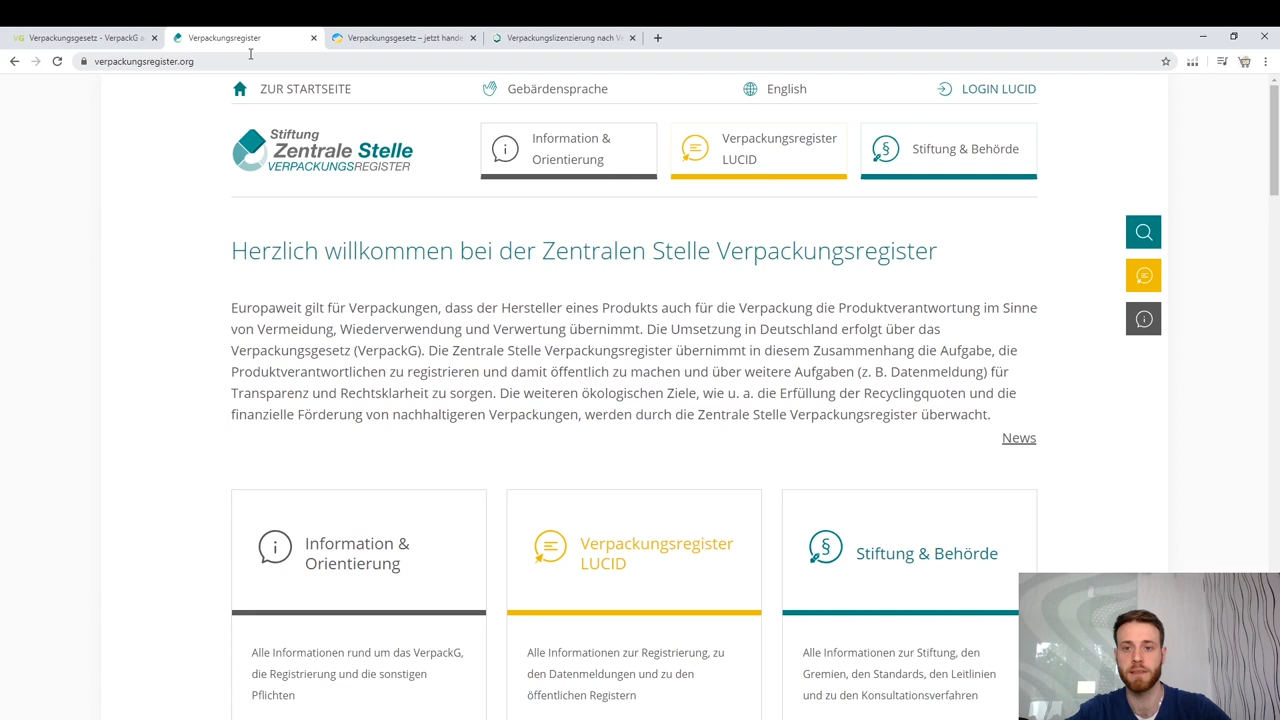 Verpackungsgesetz - VerpackG a
Verpackungsregister
Verpackungsgesetz – jetzt hande
Verpackungslizenzierung nach Ve
verpackungsregister.org
ZUR STARTSEITE
Gebärdensprache
English
LOGIN LUCID
Stiftung
Zentrale Stelle
VERPACKUNGSREGISTER
Information &
Orientierung
Verpackungsregister
LUCID
Stiftung & Behörde
Herzlich willkommen bei der Zentralen Stelle Verpackungsregister
Europaweit gilt für Verpackungen, dass der Hersteller eines Produkts auch für die Verpackung die Produktverantwortung im Sinne
von Vermeidung, Wiederverwendung und Verwertung übernimmt. Die Umsetzung in Deutschland erfolgt über das
Verpackungsgesetz (VerpackG). Die Zentrale Stelle Verpackungsregister übernimmt in diesem Zusammenhang die Aufgabe, die
Produktverantwortlichen zu registrieren und damit öffentlich zu machen und über weitere Aufgaben (z. B. Datenmeldung) für
Transparenz und Rechtsklarheit zu sorgen. Die weiteren ökologischen Ziele, wie u. a. die Erfüllung der Recyclingquoten und die
finanzielle Förderung von nachhaltigeren Verpackungen, werden durch die Zentrale Stelle Verpackungsregister überwacht.
News
Information &
Orientierung
Verpackungsregister
LUCID
Stiftung & Behörde
Alle Informationen rund um das VerpackG,
die Registrierung und die sonstigen
Pflichten
Alle Informationen zur Registrierung, zu
den Datenmeldungen und zu den
öffentlichen Registern
Alle Informationen zur Stiftung, den
Gremien, den Standards, den Leitlinien
und zu den Konsultationsverfahren